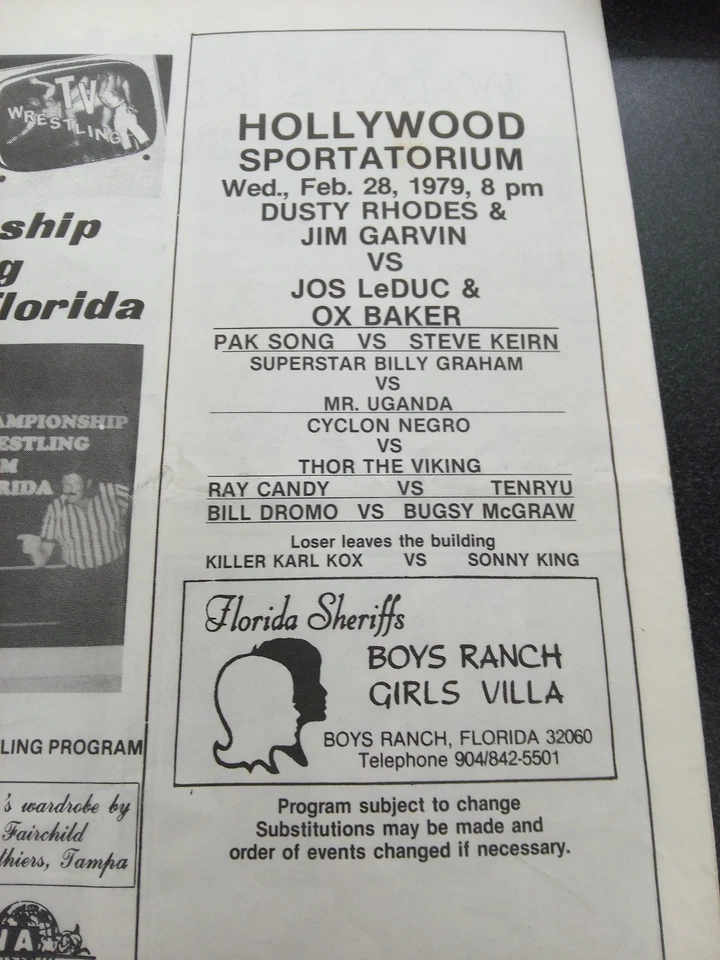 TV
WRESTLING
ship
g
Florida
AMPIONSHIP
ESTLING
M
RIDA
LING PROGRAM
's wardrobe by
Fairchild
thiers, Tampa
WA
HOLLYWOOD
SPORTATORIUM
Wed., Feb. 28, 1979, 8 pm
DUSTY RHODES &
JIM GARVIN
VS
JOS LeDUC &
OX BAKER
PAK SONG VS STEVE KEIRN
SUPERSTAR BILLY GRAHAM
VS
MR. UGANDA
CYCLON NEGRO
VS
THOR THE VIKING
RAY CANDY VS TENRYU
BILL DROMO VS BUGSY McGRAW
Loser leaves the building
KILLER KARL KOX VS SONNY KING
Florida Sheriffs
BOYS RANCH
GIRLS VILLA
BOYS RANCH, FLORIDA 32060
Telephone 904/842-5501
Program subject to change
Substitutions may be made and
order of events changed if necessary.